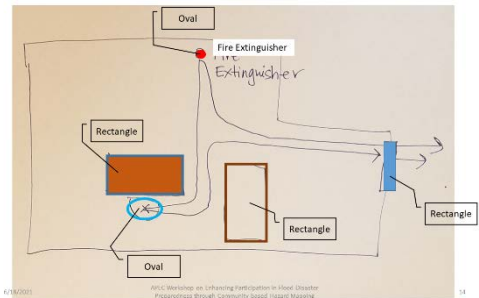 Oval
Fire Extinguisher
Fire
Extinguisher
Rectangle
Rectangle
Rectangle
Oval
6/18/2021
APEC Workshop on Enhancing Participation in Flood Disaster
Preparedness through Community-based Hazard Mapping
14